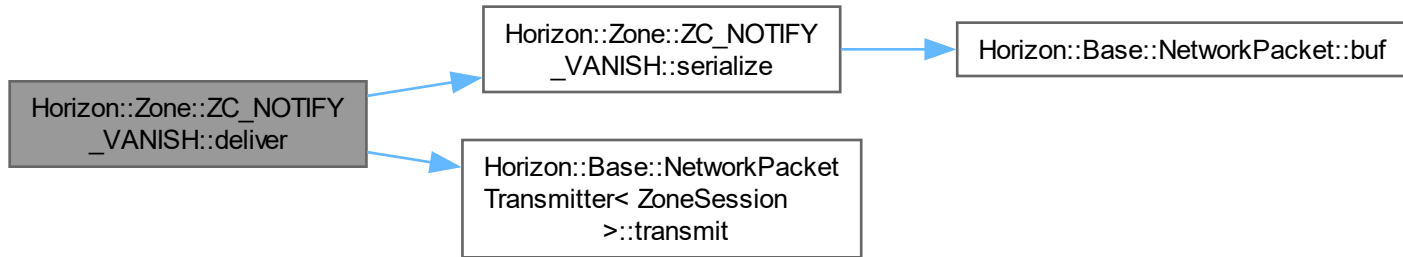 Horizon::Zone::ZC_NOTIFY
_VANISH::deliver
Horizon::Zone::ZC_NOTIFY
_VANISH::serialize
Horizon::Base::NetworkPacket::buf
Horizon::Base::NetworkPacket
Transmitter< ZoneSession
>::transmit